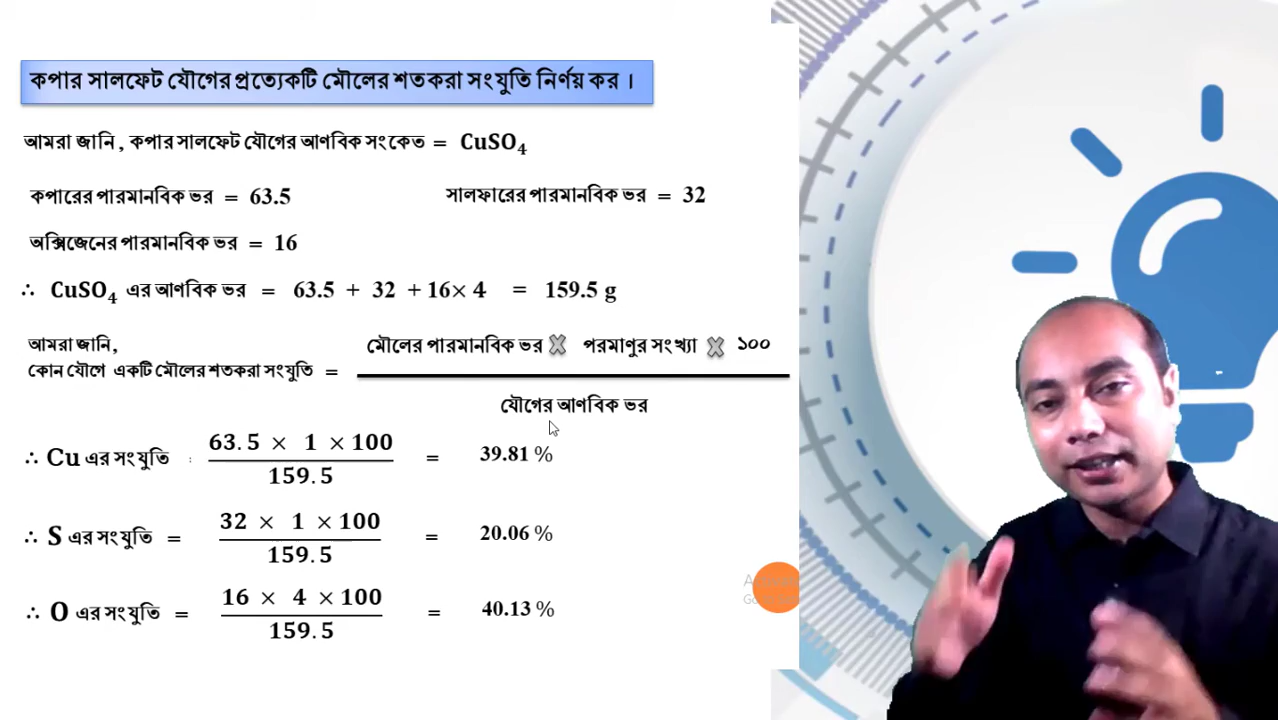 কপার সালফেট যৌগের প্রত্যেকটি মৌলের শতকরা সংযুতি নির্ণয় কর ।
আমরা জানি , কপার সালফেট যৌগের আণবিক সংকেত = CuSO₄
কপারের পারমানবিক ভর = 63.5 সালফারের পারমানবিক ভর = 32
অক্সিজেনের পারমানবিক ভর = 16
∴ CuSO₄ এর আণবিক ভর = 63.5 + 32 + 16 × 4 = 159.5 g
আমরা জানি,
মৌলের পারমানবিক ভর × পরমাণুর সংখ্যা × ১০০
কোন যৌগে একটি মৌলের শতকরা সংযুতি =
যৌগের আণবিক ভর
63.5 × 1 × 100
∴ Cu এর সংযুতি = 39.81 %
159.5
32 × 1 × 100
∴ S এর সংযুতি = = 20.06 %
159.5
16 × 4 × 100
∴ O এর সংযুতি = = 40.13 %
159.5